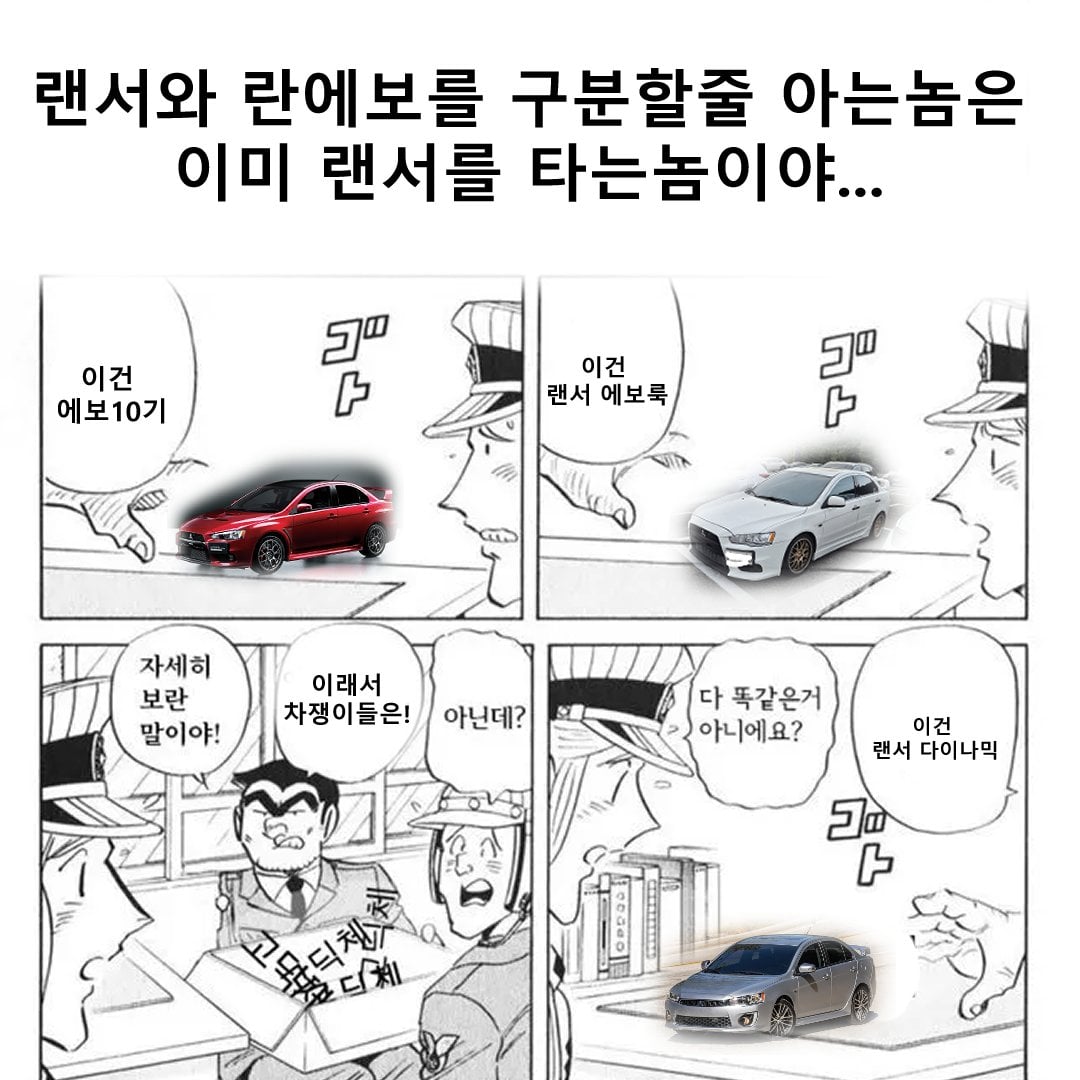 랜서와 란에보를 구분할줄 아는놈은
이미 랜서를 타는놈이야...
이건
에보10기
ゴト
이건
랜서 에보룩
ゴト
자세히
보란
말이야!
이래서
차쟁이들은!
아닌데?
다 똑같은거
아니에요?
이건
랜서 다이나믹
ゴト